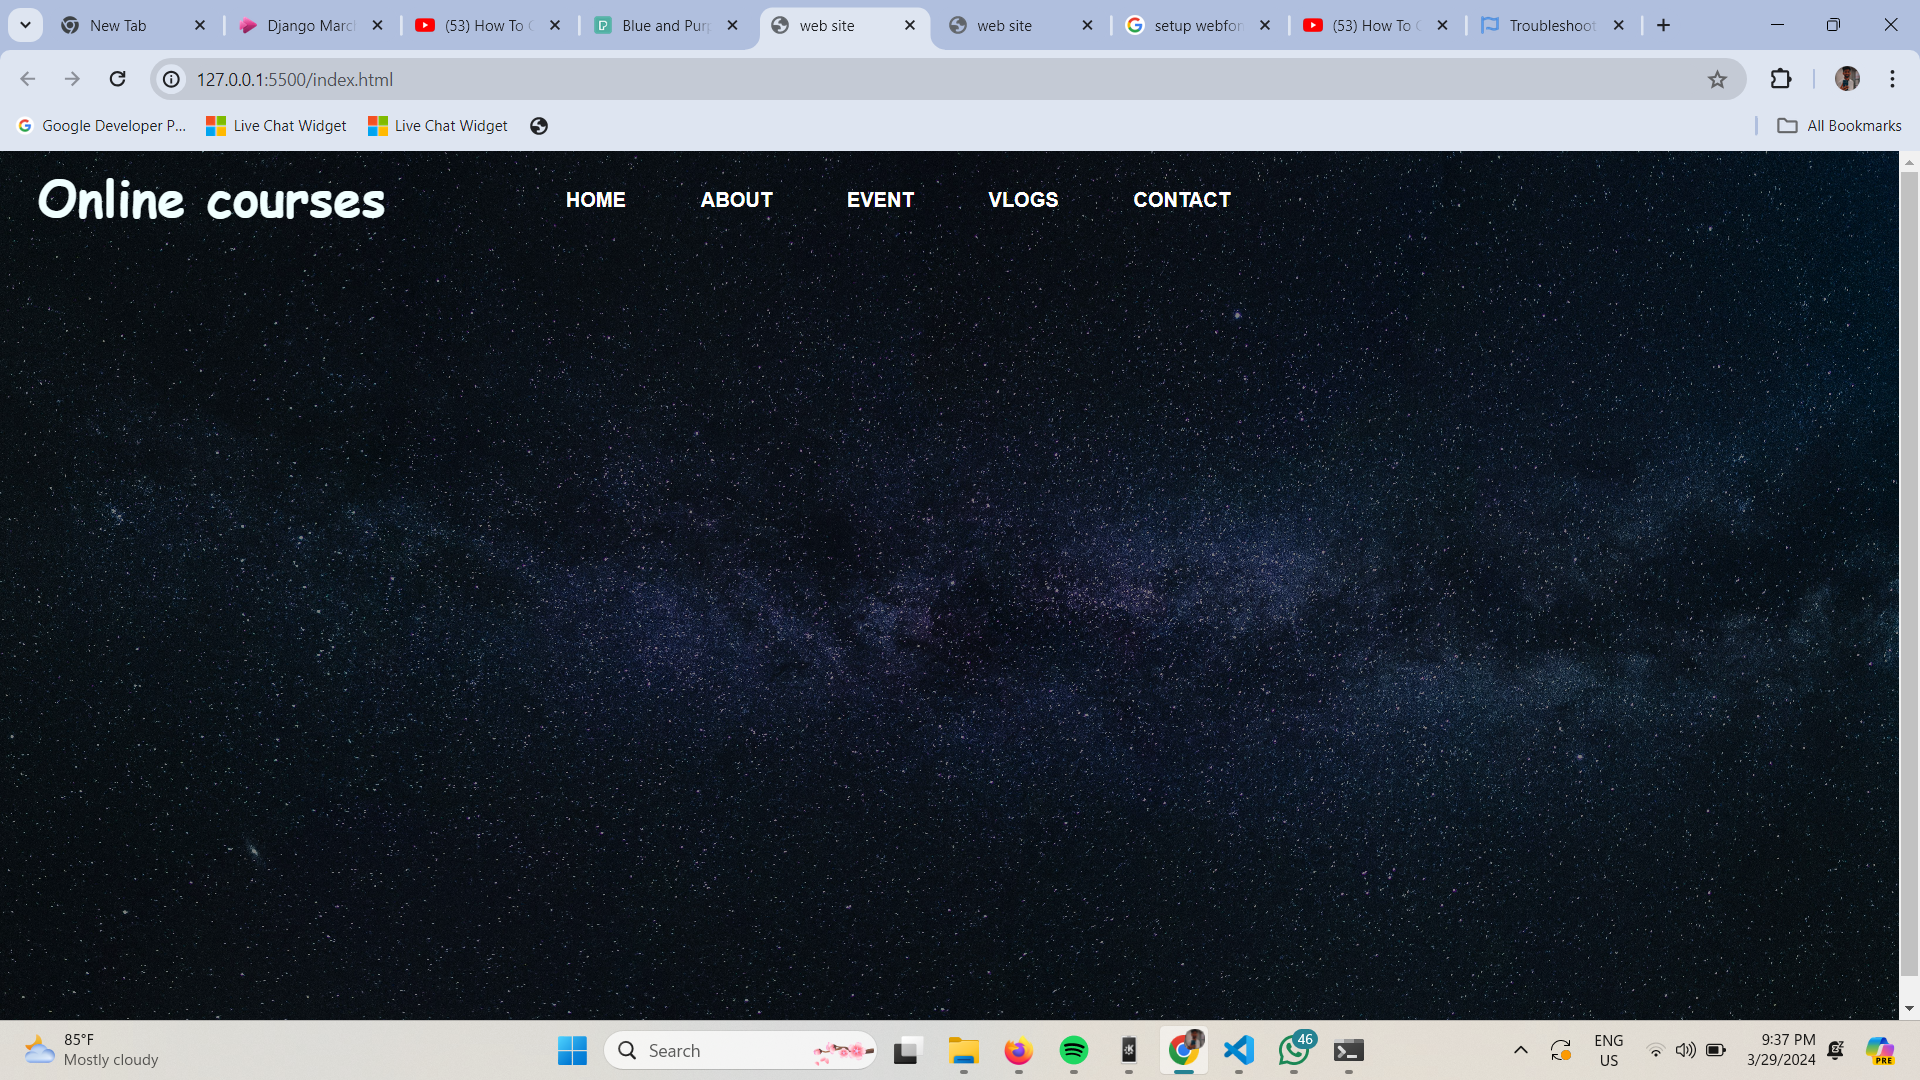 New Tab
Django Marc
(53) How To
Blue and Pur
web site
web site
setup webfor
(53) How To
Troubleshoot
127.0.0.1:5500/index.html
Google Developer P...
Live Chat Widget
Live Chat Widget
All Bookmarks
Online courses
HOME
ABOUT
EVENT
VLOGS
CONTACT
85°F
Mostly cloudy
Search
46
ENG
US
9:37 PM
3/29/2024
PRE